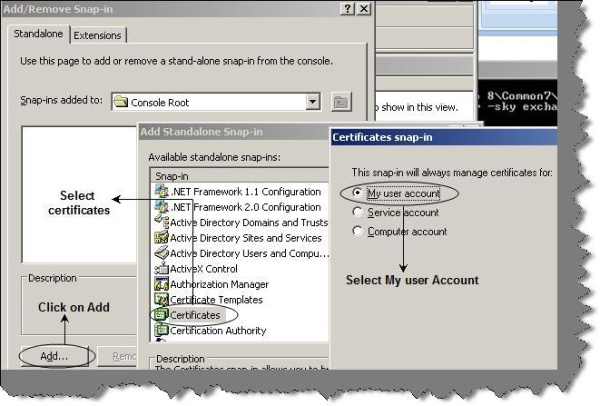 Add/Remove Snap-in
Standalone
Extensions
Use this page to add or remove a stand-alone snap-in from the console.
Snap-ins added to:
Console Root
show in this view.
8\Common7\
-sky excha
Add Standalone Snap-in
Available standalone snap-ins:
Snap-in
.NET Framework 1.1 Configuration
.NET Framework 2.0 Configuration
Active Directory Domains and Trusts
Active Directory Sites and Services
Active Directory Users and Compu...
ActiveX Control
Authorization Manager
Certificate Templates
Certificates
Certification Authority
Description
The Certificates snap-in allows you to
Certificates snap-in
This snap-in will always manage certificates for:
My user account
Service account
Computer account
Select My user Account
Select
certificates
Description
Click on Add
Add...
Remo